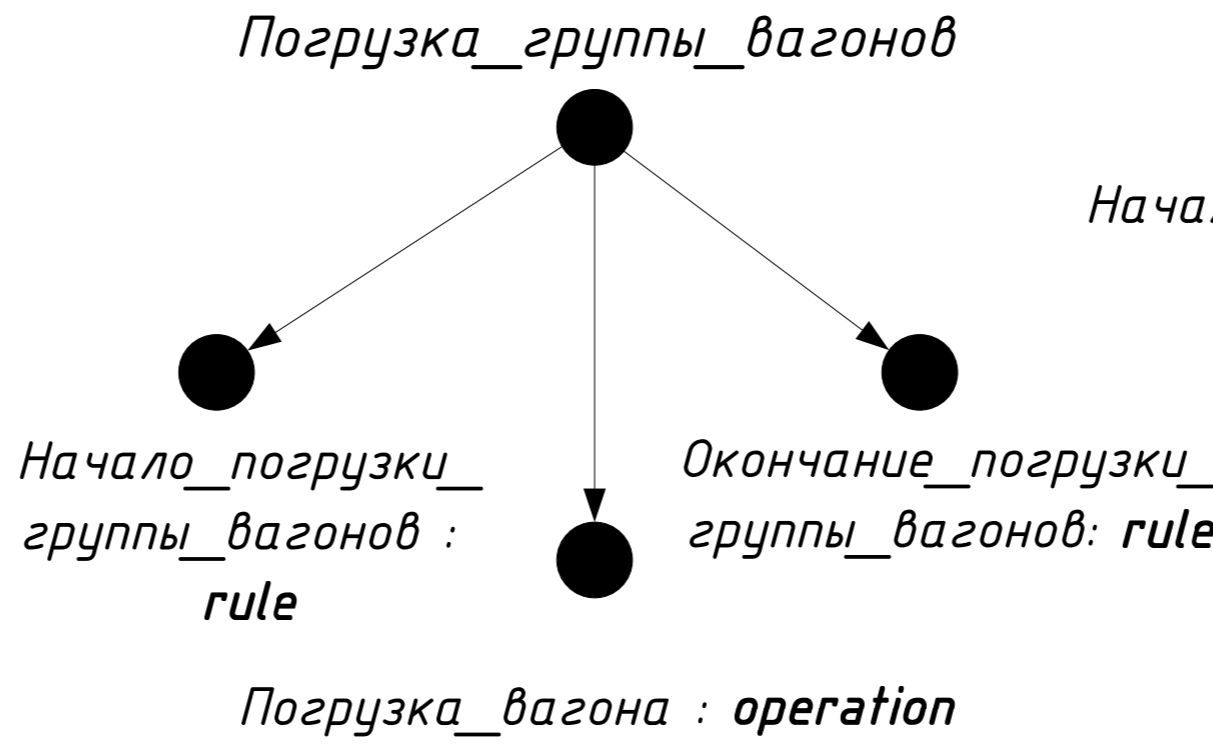 Погрузка_группы_вагонов
Начало_погрузки_
группы_вагонов :
rule
Окончание_погрузки_
группы_вагонов: rule
Погрузка_вагона : operation